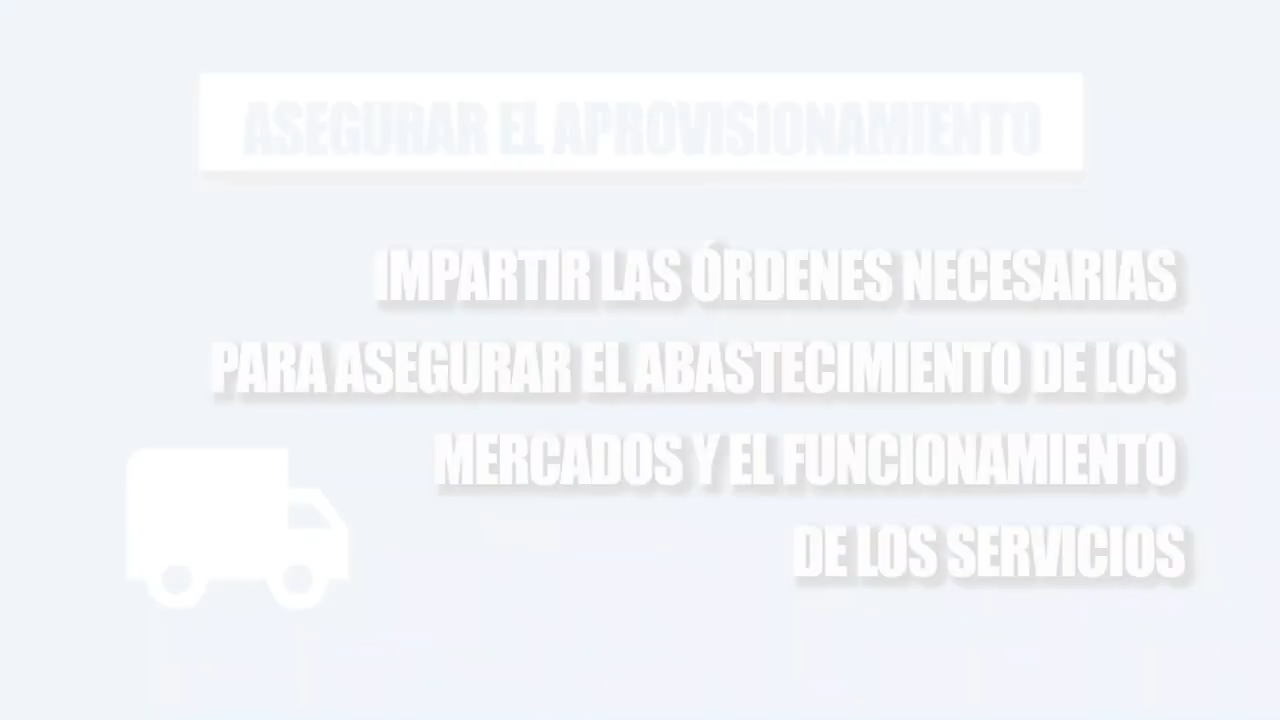 ASEGURAR EL APROVISIONAMIENTO
IMPARTIR LAS ÓRDENES NECESARIAS
PARA ASEGURAR EL ABASTECIMIENTO DE LOS
MERCADOS Y EL FUNCIONAMIENTO
DE LOS SERVICIOS